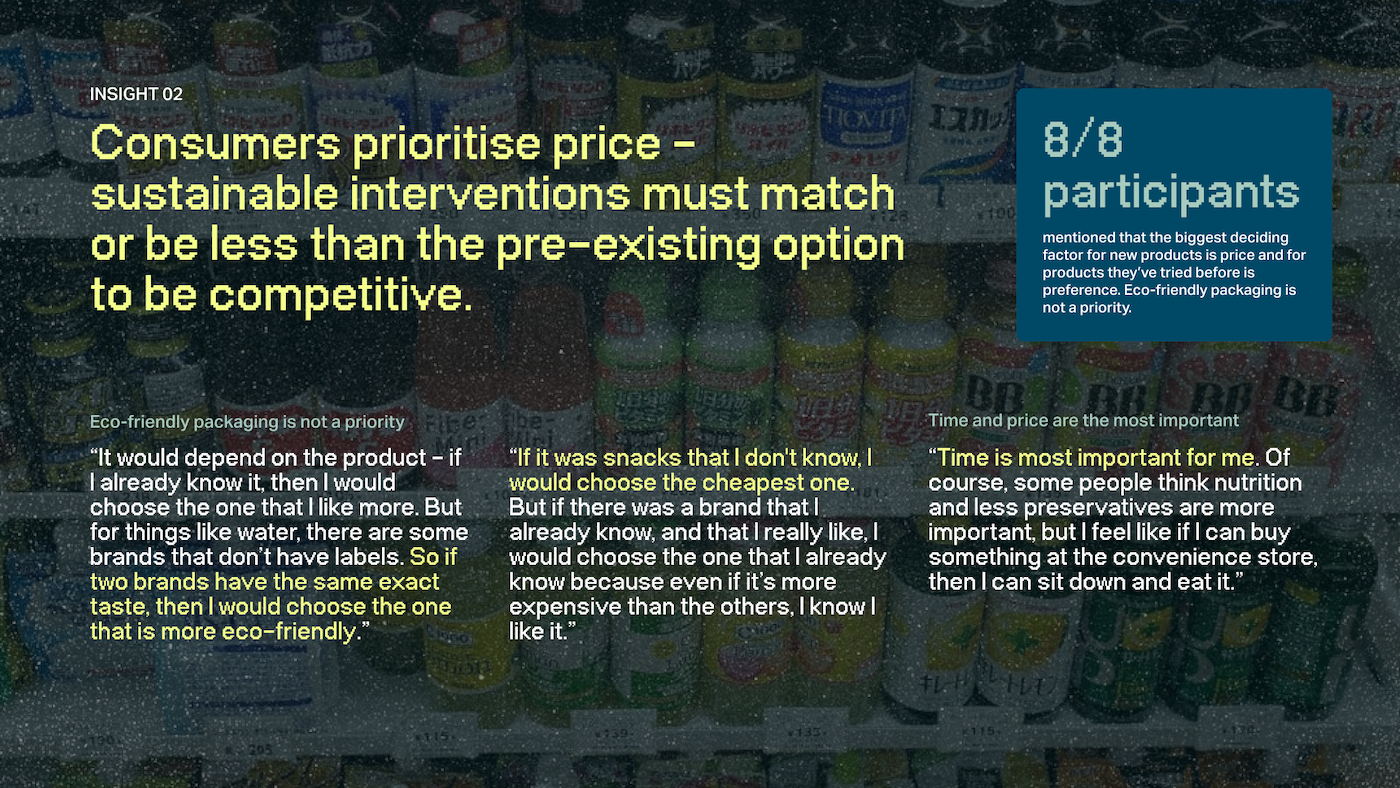 INSIGHT 02
Consumers prioritise price –
sustainable interventions must match
or be less than the pre-existing option
to be competitive.
8/8
participants
mentioned that the biggest deciding
factor for new products is price and for
products they’ve tried before is
preference. Eco-friendly packaging is
not a priority.
Eco-friendly packaging is not a priority
“It would depend on the product – if
I already know it, then I would
choose the one that I like more. But
for things like water, there are some
brands that don’t have labels. So if
two brands have the same exact
taste, then I would choose the one
that is more eco-friendly.”
“If it was snacks that I don't know, I
would choose the cheapest one.
But if there was a brand that I
already know, and that I really like, I
would choose the one that I already
know because even if it’s more
expensive than the others, I know I
like it.”
Time and price are the most important
“Time is most important for me. Of
course, some people think nutrition
and less preservatives are more
important, but I feel like if I can buy
something at the convenience store,
then I can sit down and eat it.”
TIOVITA
BB
BB
BB
BB